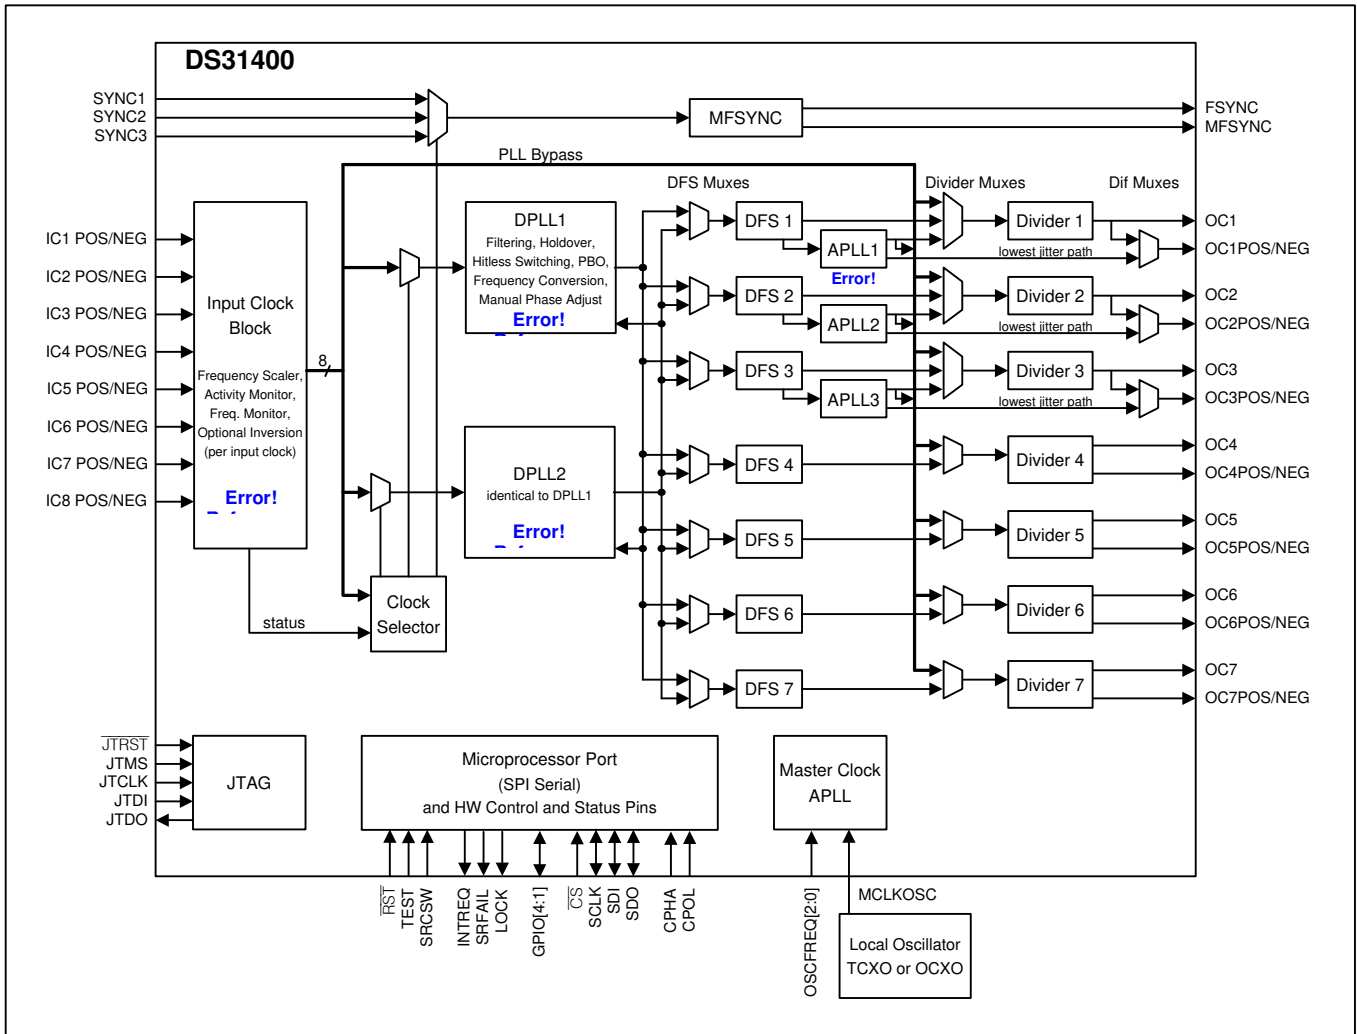 DS31400
SYNC1
SYNC2
SYNC3
MFSYNC
FSYNC
MFSYNC
PLL Bypass
DFS Muxes
Divider Muxes
Dif Muxes
IC1 POS/NEG
IC2 POS/NEG
IC3 POS/NEG
IC4 POS/NEG
IC5 POS/NEG
IC6 POS/NEG
IC7 POS/NEG
IC8 POS/NEG
Input Clock
Block
Frequency Scaler,
Activity Monitor,
Freq. Monitor,
Optional Inversion
(per input clock)
Error!
8
status
Clock
Selector
DPLL1
Filtering, Holdover,
Hitless Switching, PBO,
Frequency Conversion,
Manual Phase Adjust
Error!
DPLL2
identical to DPLL1
Error!
DFS 1
APLL1
Error!
Divider 1
lowest jitter path
OC1
OC1POS/NEG
DFS 2
APLL2
Divider 2
lowest jitter path
OC2
OC2POS/NEG
DFS 3
APLL3
Divider 3
lowest jitter path
OC3
OC3POS/NEG
DFS 4
Divider 4
OC4
OC4POS/NEG
DFS 5
Divider 5
OC5
OC5POS/NEG
DFS 6
Divider 6
OC6
OC6POS/NEG
DFS 7
Divider 7
OC7
OC7POS/NEG
JTRST
JTMS
JTCLK
JTDI
JTDO
JTAG
Microprocessor Port
(SPI Serial)
and HW Control and Status Pins
RST
TEST
SRCSW
INTREQ
SRFAIL
LOCK
GPIO[4:1]
CS
SCLK
SDI
SDO
CPHA
CPOL
Master Clock
APLL
OSCFREQ[2:0]
MCLKOSC
Local Oscillator
TCXO or OCXO